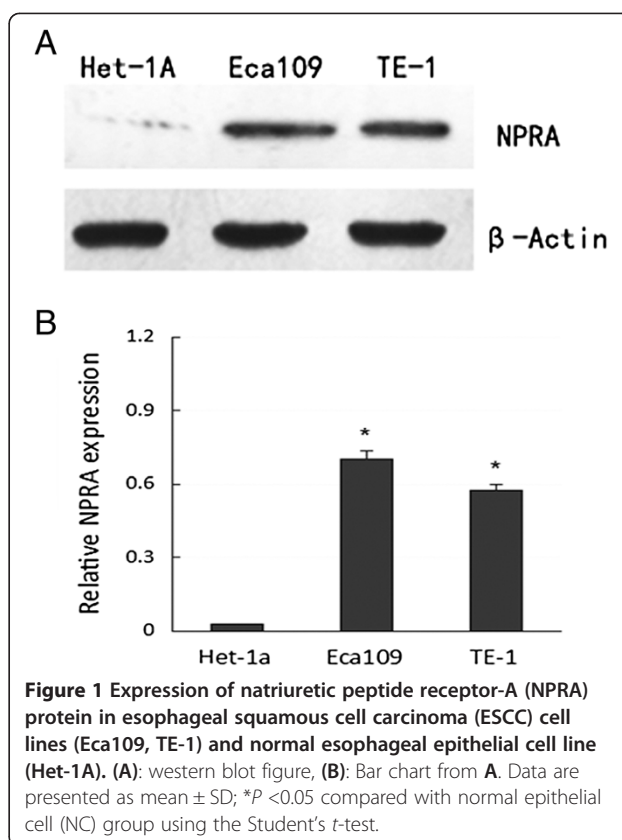 A
Het-1A Eca109 TE-1
NPRA
β-Actin
B
Relative NPRA expression
1.2
0.9
0.6
0.3
0
*
*
Het-1a Eca109 TE-1
Figure 1 Expression of natriuretic peptide receptor-A (NPRA)
protein in esophageal squamous cell carcinoma (ESCC) cell
lines (Eca109, TE-1) and normal esophageal epithelial cell line
(Het-1A). (A): western blot figure, (B): Bar chart from A. Data are
presented as mean ± SD; *P <0.05 compared with normal epithelial
cell (NC) group using the Student's t-test.